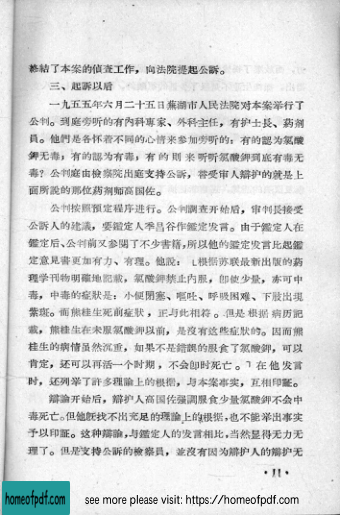 終結了本案的偵查工作，向法院提起公訴。
三、起訴以后
一九五五年六月二十五日蕪湖市人民法院对本案举行了
公判。到庭旁听的有內科專家、外科主任，有护士長、葯剂
員。他們是各怀着不同的心情来参加旁听的：有的認为氯酸
鉀无毒；有的認为有毒；有的則来听听氯酸鉀到底有毒无
毒？公判庭由檢察院出庭支持公訴，替受审人辯护的就是上
面所說的那位葯剂师高国佐。
公判按照預定程序進行。公判調查开始后，审判長接受
公訴人的建議，要鑑定人季昌谷作鑑定发言。由于鑑定人在
鑑定后、公判前又参閱了不少書籍，所以他的鑑定发言比起鑑
定意見書更加有力、有理。他說：「根据苏联最新出版的葯
理学刊物明確地記載，氯酸鉀禁止內服，卽使少量，亦可中
毒，中毒的症狀是：小便閉塞、嘔吐、呼吸困难、下肢出現
紫斑。而熊桂生死前症狀，正与此相符。但是根据病历記
載，熊桂生在未服氯酸鉀以前，是沒有这些症狀的。因而熊
桂生的病情虽然沉重，如果不是錯誤的服食了氯酸鉀，可以
肯定，还可以再活一个时期，不会卽时死亡。」在他发言
时，还列举了許多理論上的根据，与本案事实，互相印証。
辯論开始后，辯护人高国佐强調服食少量氯酸鉀不会中
毒死亡。但他旣找不出充足的理論上的根据，也不能举出事实
予以印証。这种辯論，与鑑定人的发言相比，当然显得无力无
理了。但是支持公訴的檢察員，並沒有因为辯护人的辯护无
·11·
homeofpdf.com
see more please visit: https://homeofpdf.com